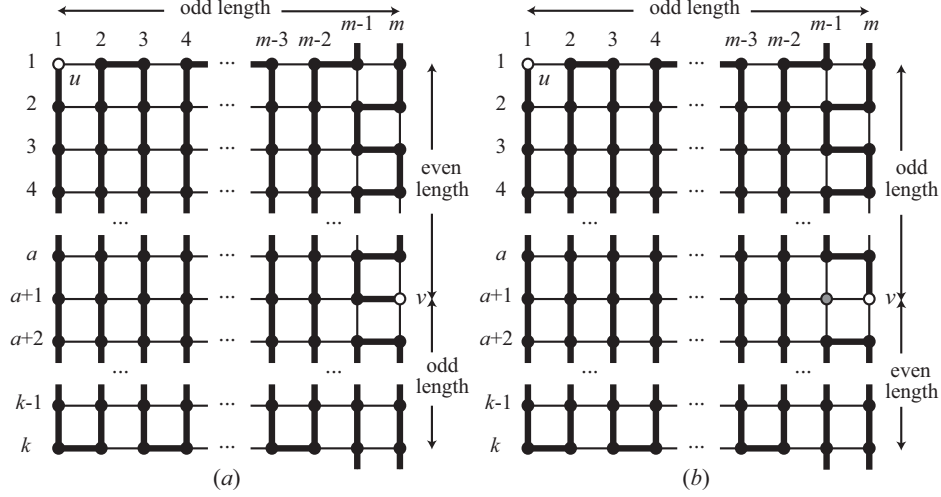 odd length
1 2 3 4 ... m-3 m-2 m-1 m
1 u
2
3
4
even length
...
a ...
a+1 ... v
a+2 ...
odd length
... ...
k-1 ...
k ...
(a)
odd length
1 2 3 4 ... m-3 m-2 m-1 m
1 u
2 ...
3 ...
4 ...
odd length
... ...
a ...
a+1 ... v
a+2 ...
even length
... ...
k-1 ...
k ...
(b)